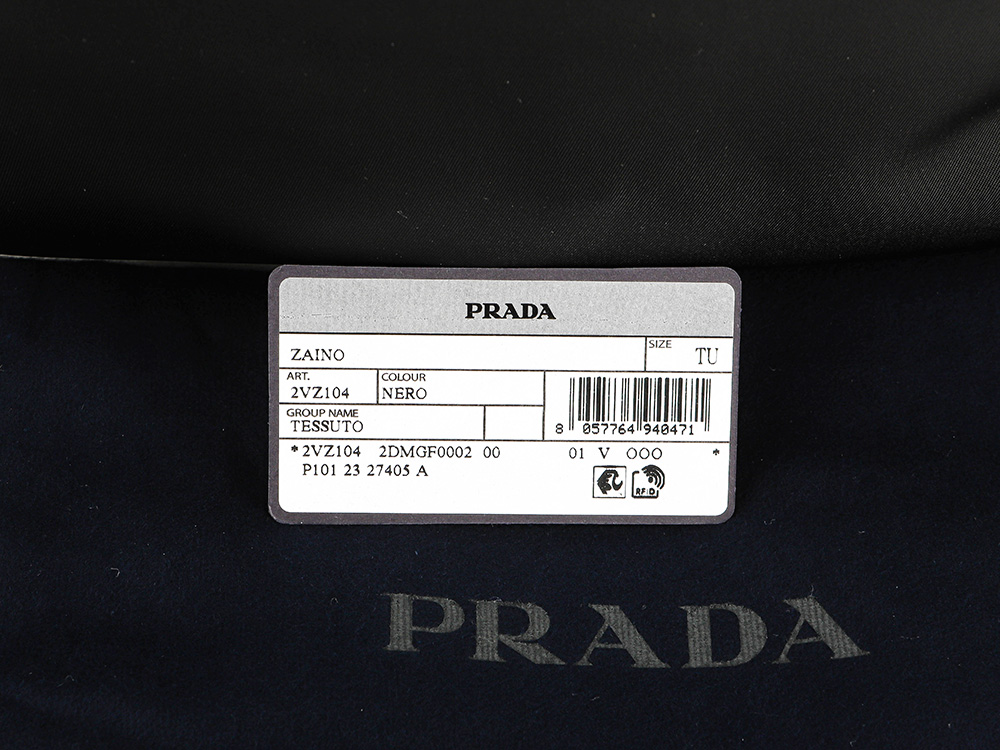 PRADA
ZAINO
SIZE
TU
ART.
2VZ104
COLOUR
NERO
GROUP NAME
TESSUTO
8 057764 940471
*2VZ104 2DMGF0002 00 01 V OOO *
P101 23 27405 A
RFID
PRADA